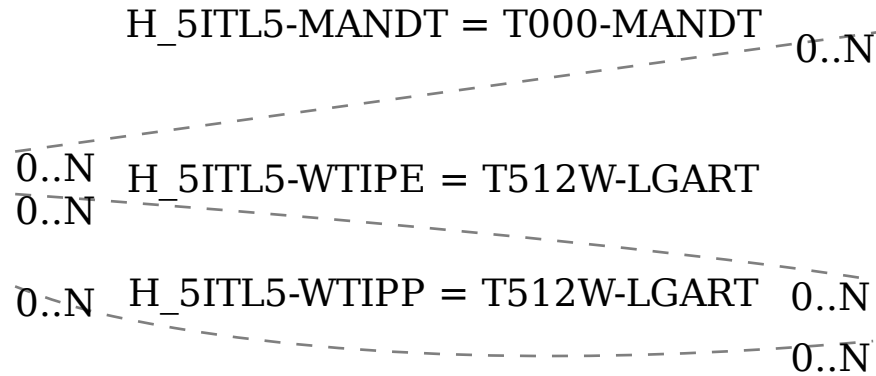 H_5ITL5-MANDT = T000-MANDT
0..N
0..N
H_5ITL5-WTIPE = T512W-LGART
0..N
H_5ITL5-WTIPP = T512W-LGART
0..N
0..N
0..N